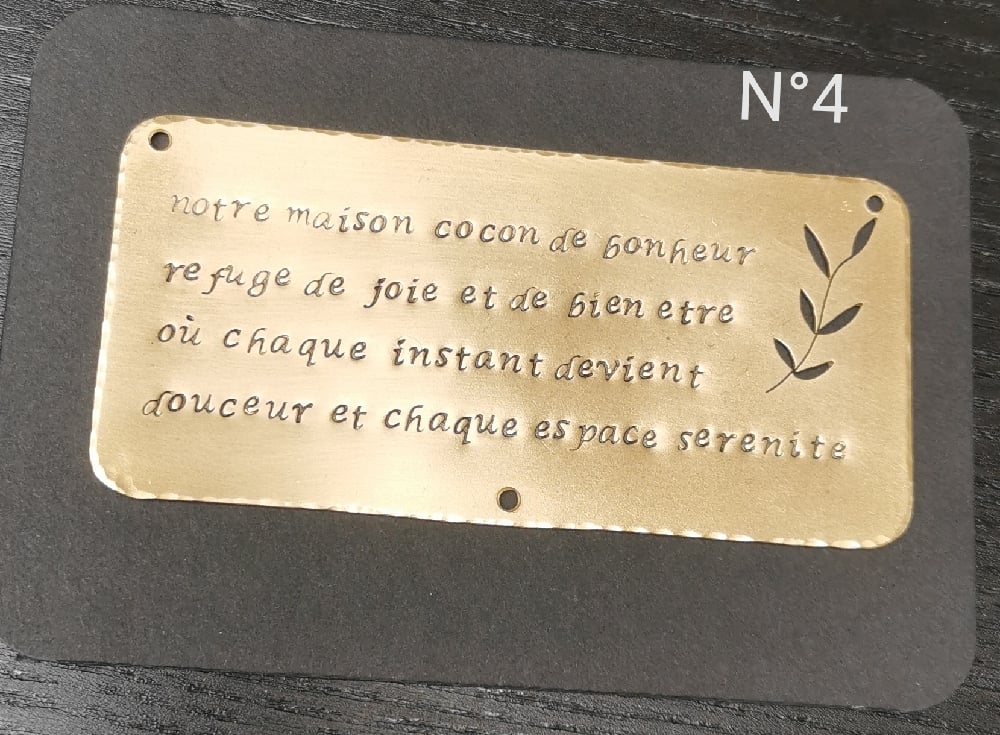 N°4
notre maison cocon de bonheur
refuge de joie et de bien etre
où chaque instant devient
douceur et chaque espace serenite